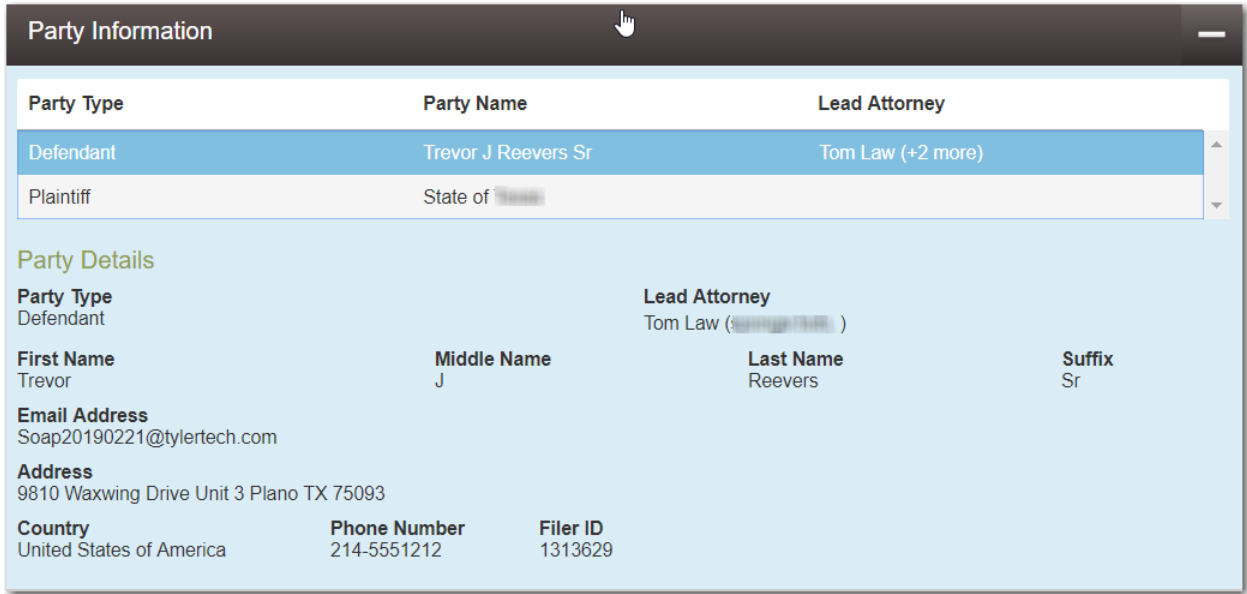 Party Information
Party Type Party Name Lead Attorney
Defendant Trevor J Reevers Sr Tom Law (+2 more)
Plaintiff State of
Party Details
Party Type Lead Attorney
Defendant Tom Law ( )
First Name Middle Name Last Name Suffix
Trevor J Reevers Sr
Email Address
Soap20190221@tylertech.com
Address
9810 Waxwing Drive Unit 3 Plano TX 75093
Country Phone Number Filer ID
United States of America 214-5551212 1313629